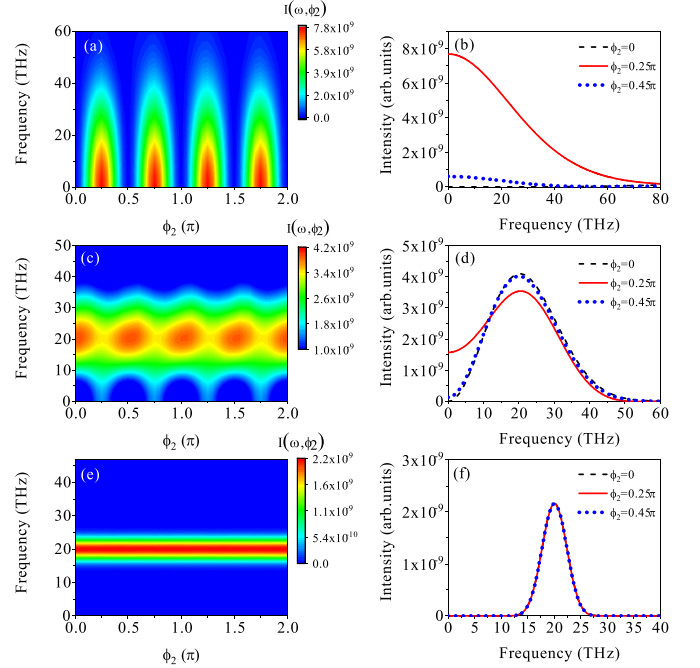 I(ω,ϕ2)
(a)
Frequency (THz)
60
40
20
0
0.0 0.5 1.0 1.5 2.0
ϕ2 (π)
7.8x10^9
5.9x10^9
3.9x10^9
2.0x10^9
0.0
(b)
Intensity (arb.units)
8x10^-9
6x10^-9
4x10^-9
2x10^-9
0
0 20 40 60 80
Frequency (THz)
ϕ2=0
ϕ2=0.25π
ϕ2=0.45π
I(ω,ϕ2)
(c)
Frequency (THz)
50
40
30
20
10
0
0.0 0.5 1.0 1.5 2.0
ϕ2 (π)
4.2x10^9
3.4x10^9
2.6x10^9
1.8x10^9
1.0x10^9
(d)
Intensity (arb.units)
5x10^-9
4x10^-9
3x10^-9
2x10^-9
1x10^-9
0
0 10 20 30 40 50 60
Frequency (THz)
ϕ2=0
ϕ2=0.25π
ϕ2=0.45π
I(ω,ϕ2)
(e)
Frequency (THz)
40
30
20
10
0
0.0 0.5 1.0 1.5 2.0
ϕ2 (π)
2.2x10^9
1.6x10^9
1.1x10^9
5.4x10^10
0.0
(f)
Intensity (arb.units)
3x10^-9
2x10^-9
1x10^-9
0
0 5 10 15 20 25 30 35 40
Frequency (THz)
ϕ2=0
ϕ2=0.25π
ϕ2=0.45π